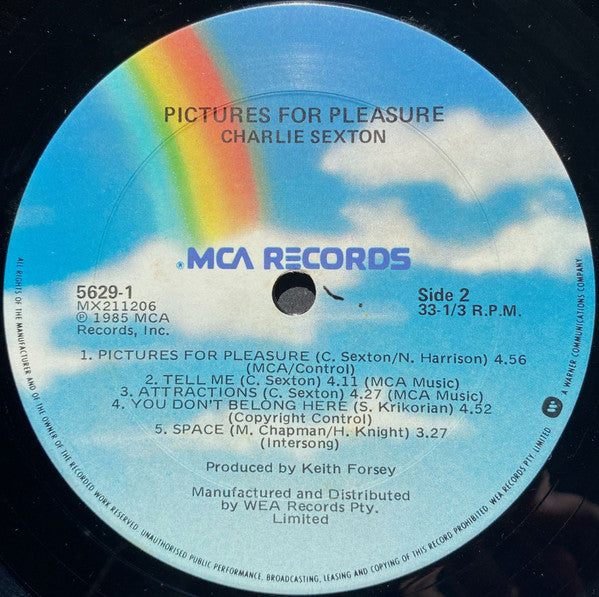 PICTURES FOR PLEASURE
CHARLIE SEXTON
®MCA RECORDS
5629-1
MX211206
℗ 1985 MCA
Records, Inc.
Side 2
33-1/3 R.P.M.
1. PICTURES FOR PLEASURE (C. Sexton/N. Harrison) 4.56
(MCA/Control)
2. TELL ME (C. Sexton) 4.11 (MCA Music)
3. ATTRACTIONS (C. Sexton) 4.27 (MCA Music)
4. YOU DON'T BELONG HERE (S. Krikorian) 4.52
(Copyright Control)
5. SPACE (M. Chapman/H. Knight) 3.27
(Intersong)
Produced by Keith Forsey
Manufactured and Distributed
by WEA Records Pty.
Limited
ALL RIGHTS OF THE MANUFACTURER AND OF THE OWNER OF THE RECORDED WORK RESERVED. UNAUTHORISED PUBLIC PERFORMANCE, BROADCASTING, LEASING AND COPYING OF THIS RECORD PROHIBITED. WEA RECORDS PTY. LIMITED
A WARNER COMMUNICATIONS COMPANY.